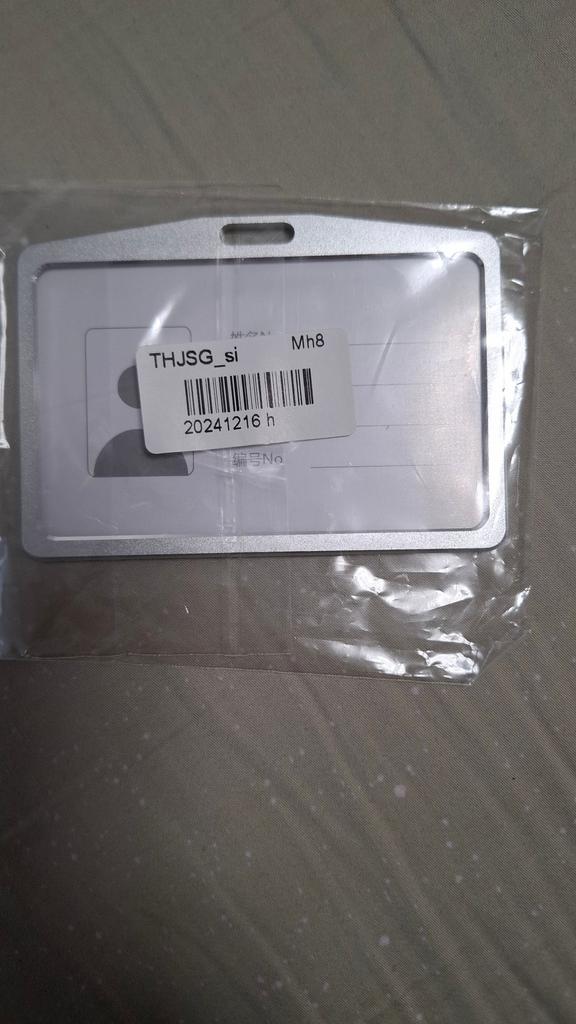 Mh8
THJSG_si
20241216 h
编号No